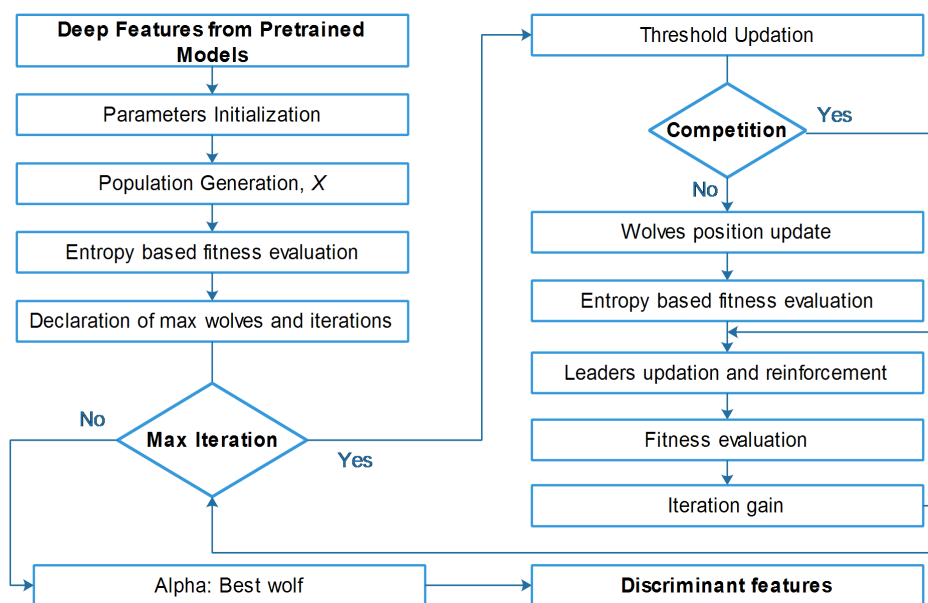 Deep Features from Pretrained
Models
Parameters Initialization
Population Generation, X
Entropy based fitness evaluation
Declaration of max wolves and iterations
No
Max Iteration
Yes
Alpha: Best wolf
Threshold Updation
Competition
Yes
No
Wolves position update
Entropy based fitness evaluation
Leaders updation and reinforcement
Fitness evaluation
Iteration gain
Discriminant features